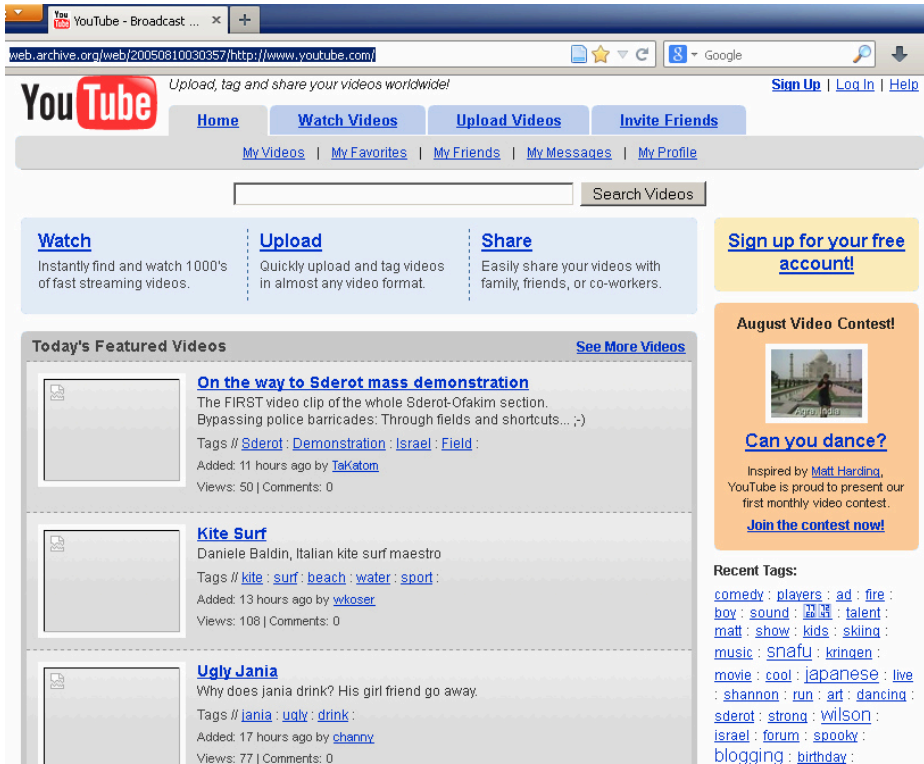 YouTube - Broadcast ...
web.archive.org/web/20050810030357/http://www.youtube.com/
Google
YouTube
Upload, tag and share your videos worldwide!
Sign Up | Log In | Help
Home
Watch Videos
Upload Videos
Invite Friends
My Videos | My Favorites | My Friends | My Messages | My Profile
Search Videos
Watch
Instantly find and watch 1000's
of fast streaming videos.
Upload
Quickly upload and tag videos
in almost any video format.
Share
Easily share your videos with
family, friends, or co-workers.
Sign up for your free
account!
Today's Featured Videos
See More Videos
On the way to Sderot mass demonstration
The FIRST video clip of the whole Sderot-Ofakim section.
Bypassing police barricades: Through fields and shortcuts... ;-)
Tags // Sderot : Demonstration : Israel : Field :
Added: 11 hours ago by TaKatom
Views: 50 | Comments: 0
Kite Surf
Daniele Baldin, Italian kite surf maestro
Tags // kite : surf : beach : water : sport :
Added: 13 hours ago by wkoser
Views: 108 | Comments: 0
Ugly Jania
Why does jania drink? His girl friend go away.
Tags // jania : ugly : drink :
Added: 17 hours ago by channy
Views: 77 | Comments: 0
August Video Contest!
Agra, India
Can you dance?
Inspired by Matt Harding,
YouTube is proud to present our
first monthly video contest.
Join the contest now!
Recent Tags:
comedy : players : ad : fire :
boy : sound : : talent :
matt : show : kids : skiing :
music : snafu : kringen :
movie : cool : japanese : live
: shannon : run : art : dancing :
sderot : strong : wilson :
israel : forum : spooky :
blogging : birthday :